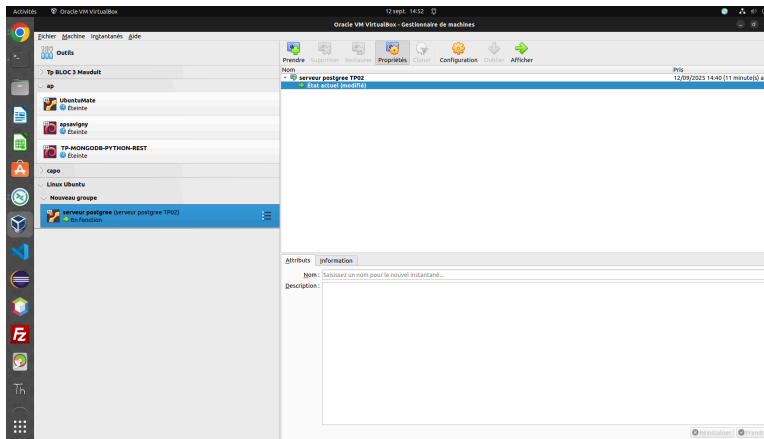 Activités Oracle VM VirtualBox 12 sept. 14:52
Oracle VM VirtualBox - Gestionnaire de machines
Fichier Machine Instantanés Aide
Outils
Prendre Supprimer Restaurer Propriétés Cloner Configuration Oublier Afficher
Nom Pris
serveur postgree TP02 12/09/2025 14:40 (11 minute(s) a
État actuel (modifié)
Tp BLOC 3 Mauduit
ap
UbuntuMate
Éteinte
apsavigny
Éteinte
TP-MONGODB-PYTHON-REST
Éteinte
capo
Linux Ubuntu
Nouveau groupe
serveur postgree (serveur postgree TP02)
En fonction
Attributs Information
Nom : Saisissez un nom pour le nouvel instantané...
Description :
Fz
Th
Réinitialiser Prendr